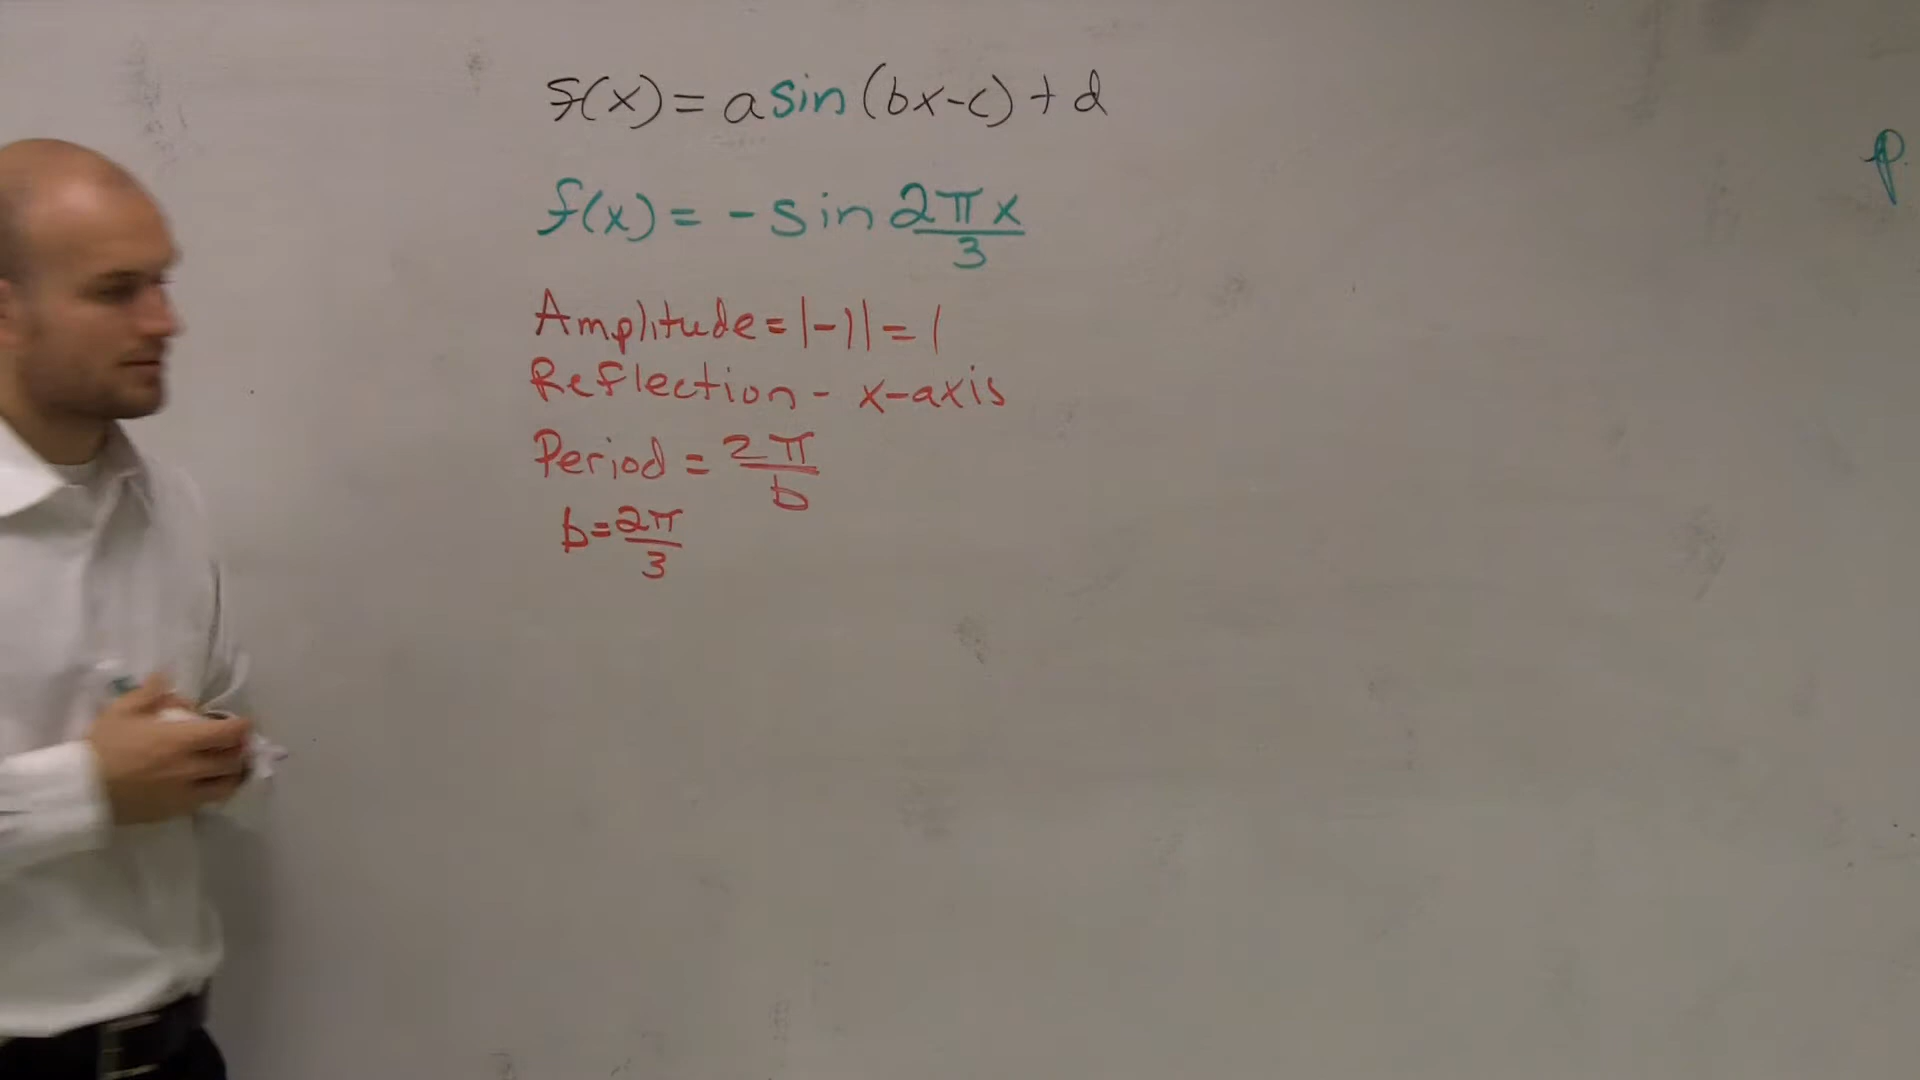 f(x) = a sin (bx-c) + d
f(x) = - sin 2πx/3
Amplitude = |-1| = 1
Reflection - x-axis
Period = 2π/b
b = 2π/3
p.